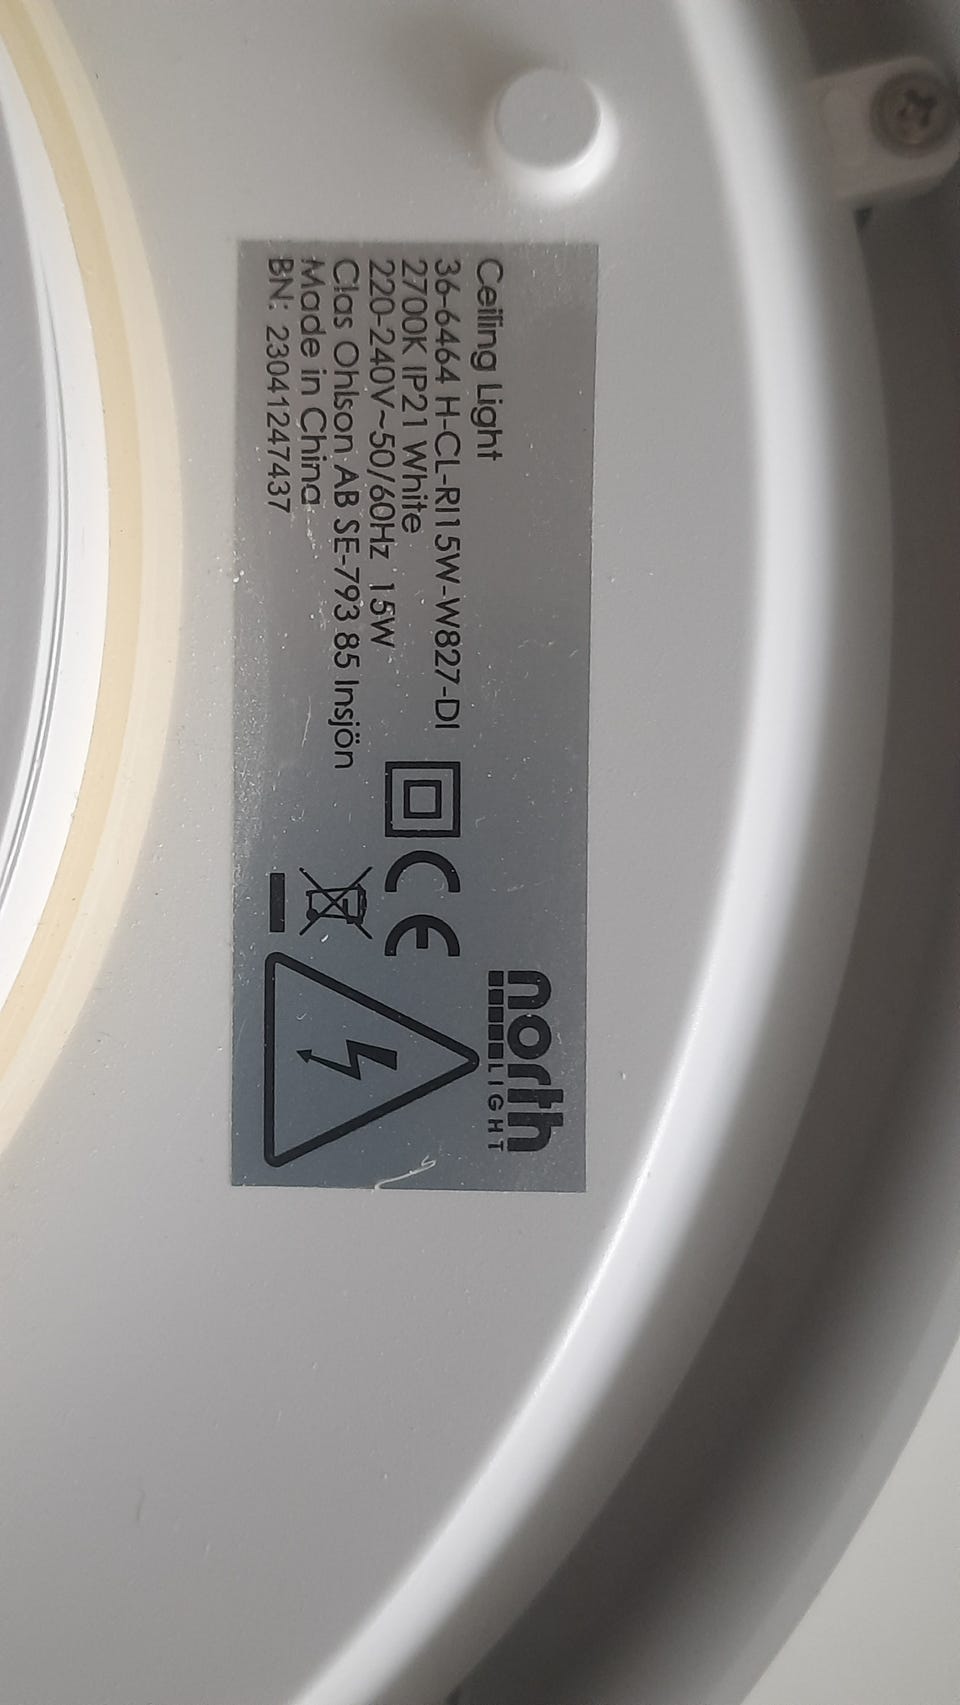 Ceiling Light
36-6464 H-CL-RI15W-W827-DI
2700K IP21 White
220-240V~50/60Hz 15W
Clas Ohlson AB SE-793 85 Insjön
Made in China
BN: 23041247437
CE
north
LIGHT